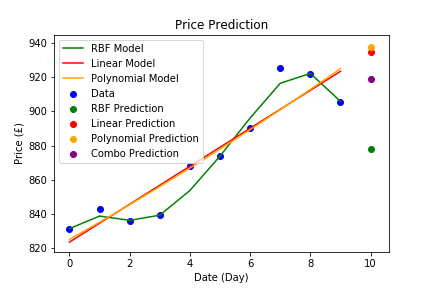 Price Prediction
940
920
900
880
860
840
820
Price (£)
RBF Model
Linear Model
Polynomial Model
Data
RBF Prediction
Linear Prediction
Polynomial Prediction
Combo Prediction
0 2 4 6 8 10
Date (Day)